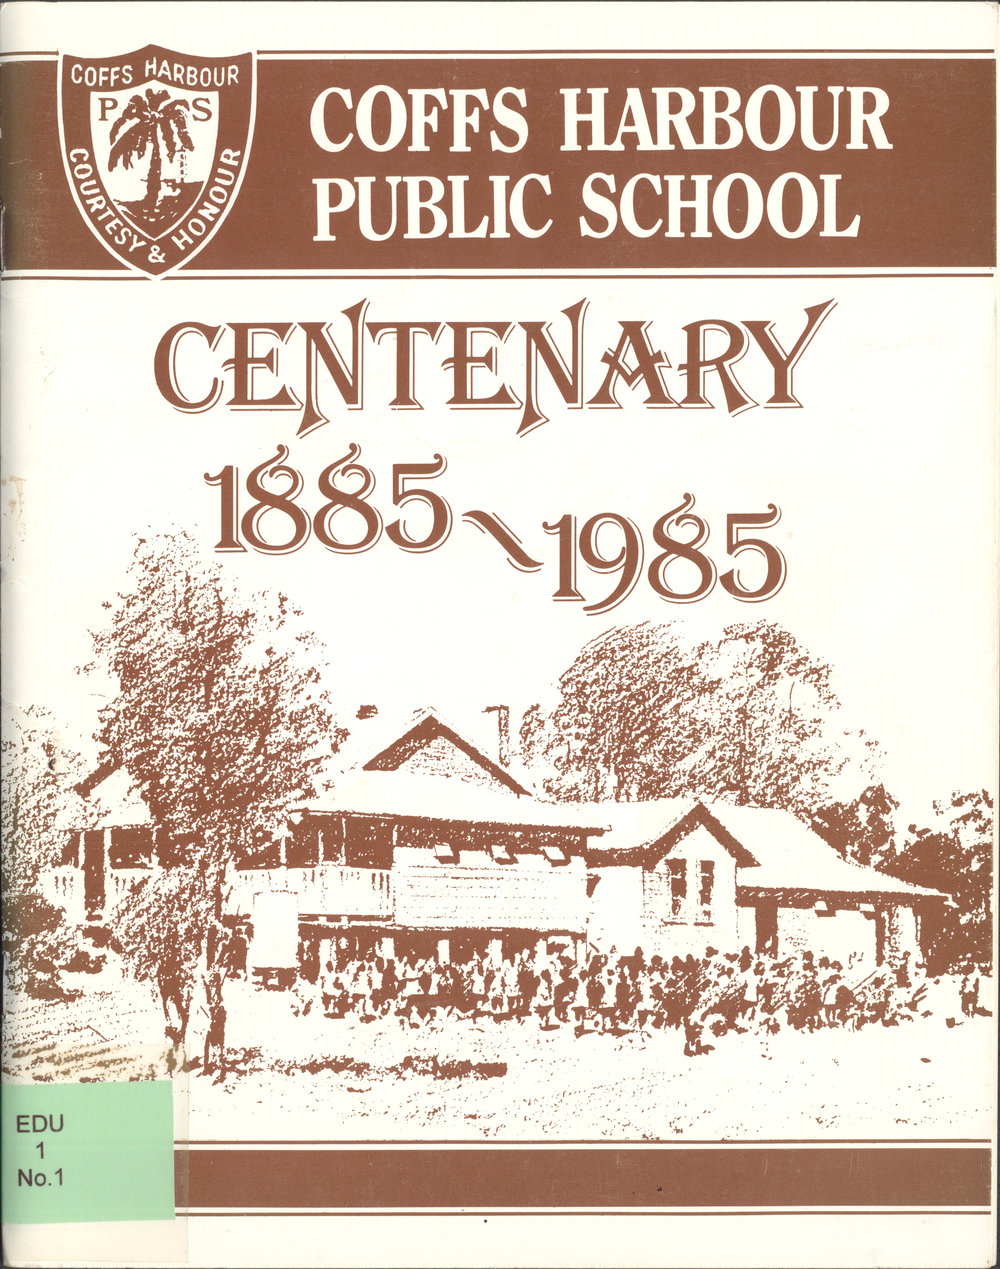 COFFS HARBOUR
P S
COURTESY & HONOUR
COFFS HARBOUR
PUBLIC SCHOOL
CENTENARY
1885~1985
EDU
1
No.1